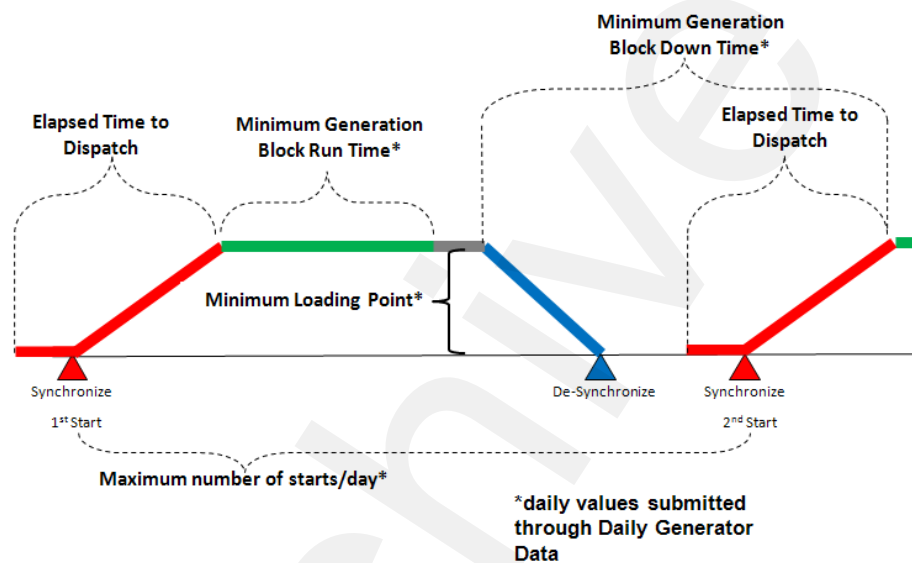 Minimum Generation
Block Down Time*
Elapsed Time to
Dispatch
Minimum Generation
Block Run Time*
Elapsed Time to
Dispatch
Minimum Loading Point*
Synchronize
1st Start
De-Synchronize
Synchronize
2nd Start
Maximum number of starts/day*
*daily values submitted
through Daily Generator
Data